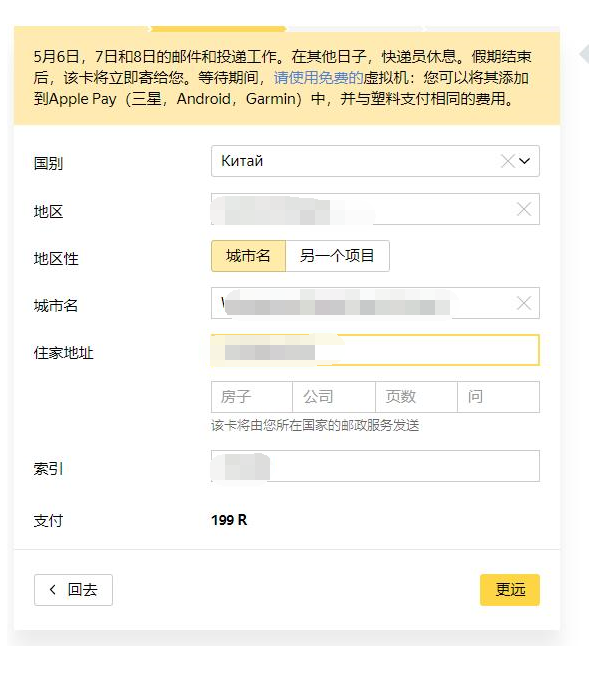 5月6日，7日和8日的邮件和投递工作。在其他日子，快递员休息。假期结束
后，该卡将立即寄给您。等待期间，请使用免费的虚拟机：您可以将其添加
到Apple Pay（三星，Android，Garmin）中，并与塑料支付相同的费用。
国别 Китай
地区
地区性 城市名 另一个项目
城市名
住家地址
房子 公司 页数 问
该卡将由您所在国家的邮政服务发送
索引
支付 199 R
回去 更远